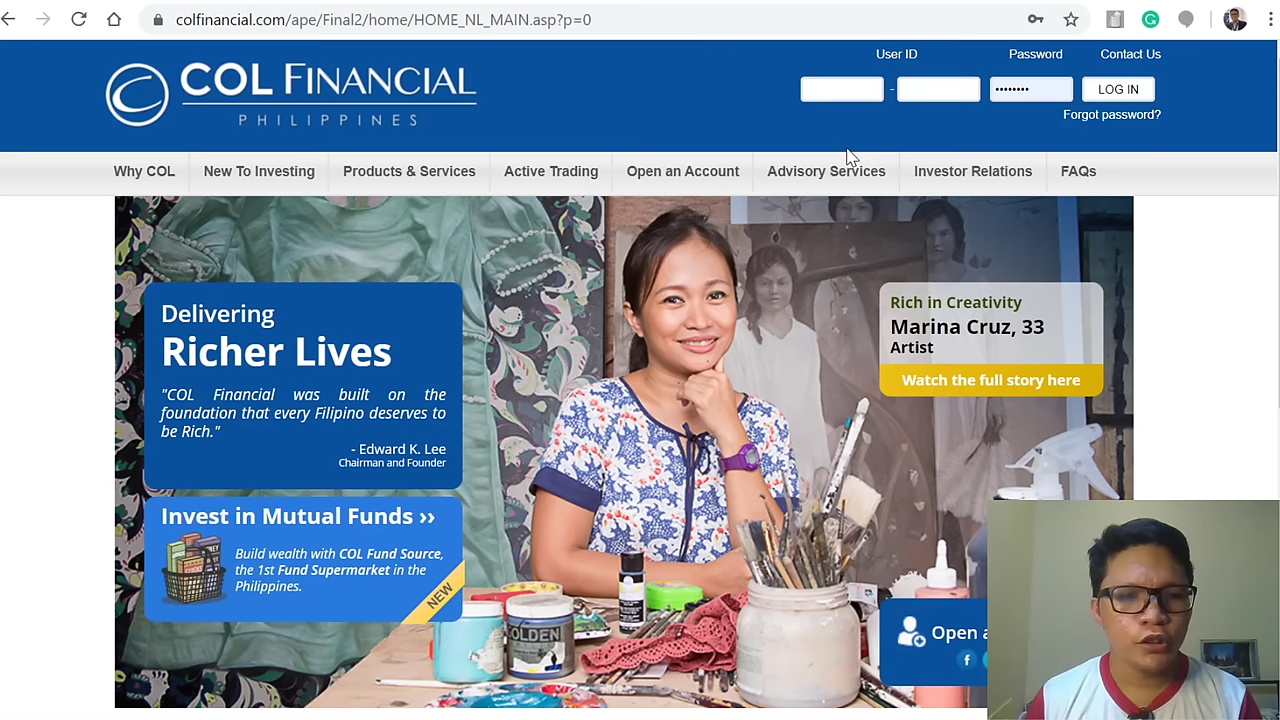 colfinancial.com/ape/Final2/home/HOME_NL_MAIN.asp?p=0
User ID
Password
Contact Us
COL FINANCIAL
PHILIPPINES
-
••••••••
LOG IN
Forgot password?
Why COL
New To Investing
Products & Services
Active Trading
Open an Account
Advisory Services
Investor Relations
FAQs
Delivering
Richer Lives
"COL Financial was built on the
foundation that every Filipino deserves to
be Rich."
- Edward K. Lee
Chairman and Founder
Rich in Creativity
Marina Cruz, 33
Artist
Watch the full story here
Invest in Mutual Funds ››
Build wealth with COL Fund Source,
the 1st Fund Supermarket in the
Philippines.
NEW
GOLDEN
Open
f